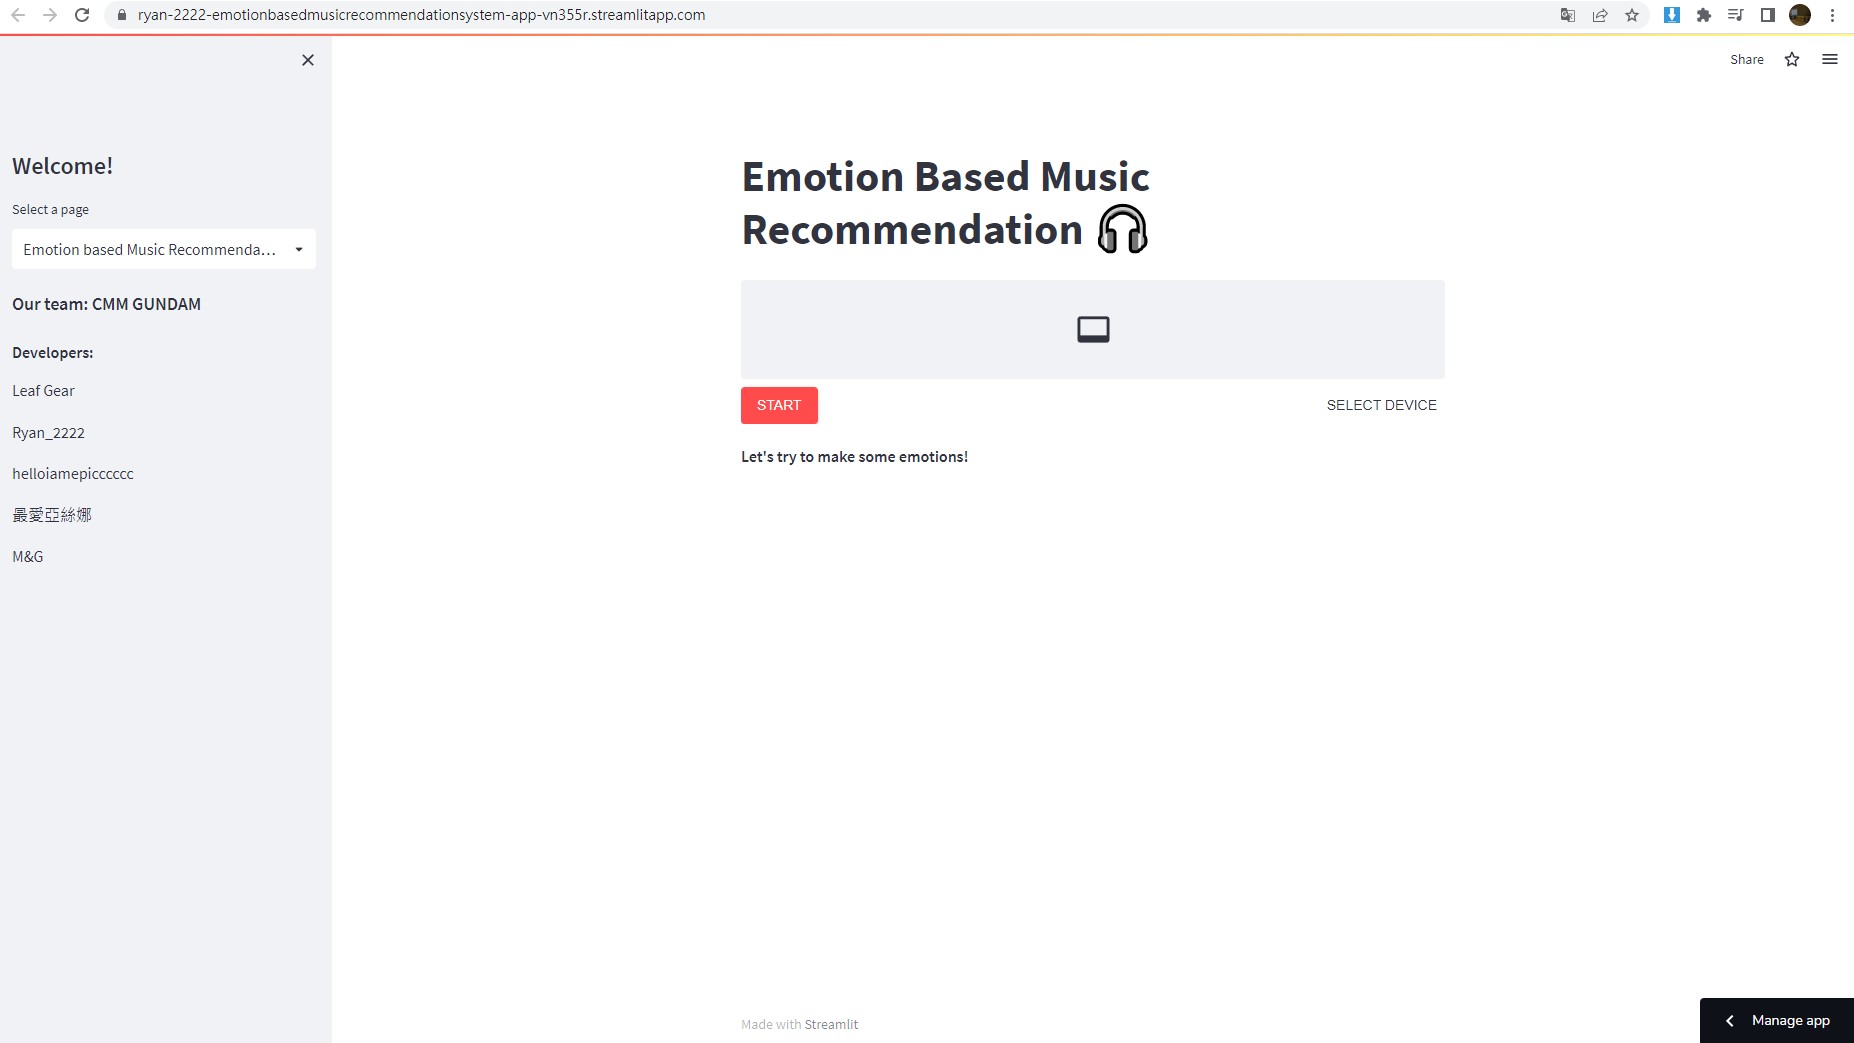 ryan-2222-emotionbasedmusicrecommendationsystem-app-vn355r.streamlitapp.com
Share
Welcome!
Select a page
Emotion based Music Recommenda...
Our team: CMM GUNDAM
Developers:
Leaf Gear
Ryan_2222
helloiamepicccccc
最愛亞絲娜
M&G
Emotion Based Music
Recommendation
START
SELECT DEVICE
Let's try to make some emotions!
Made with Streamlit
Manage app